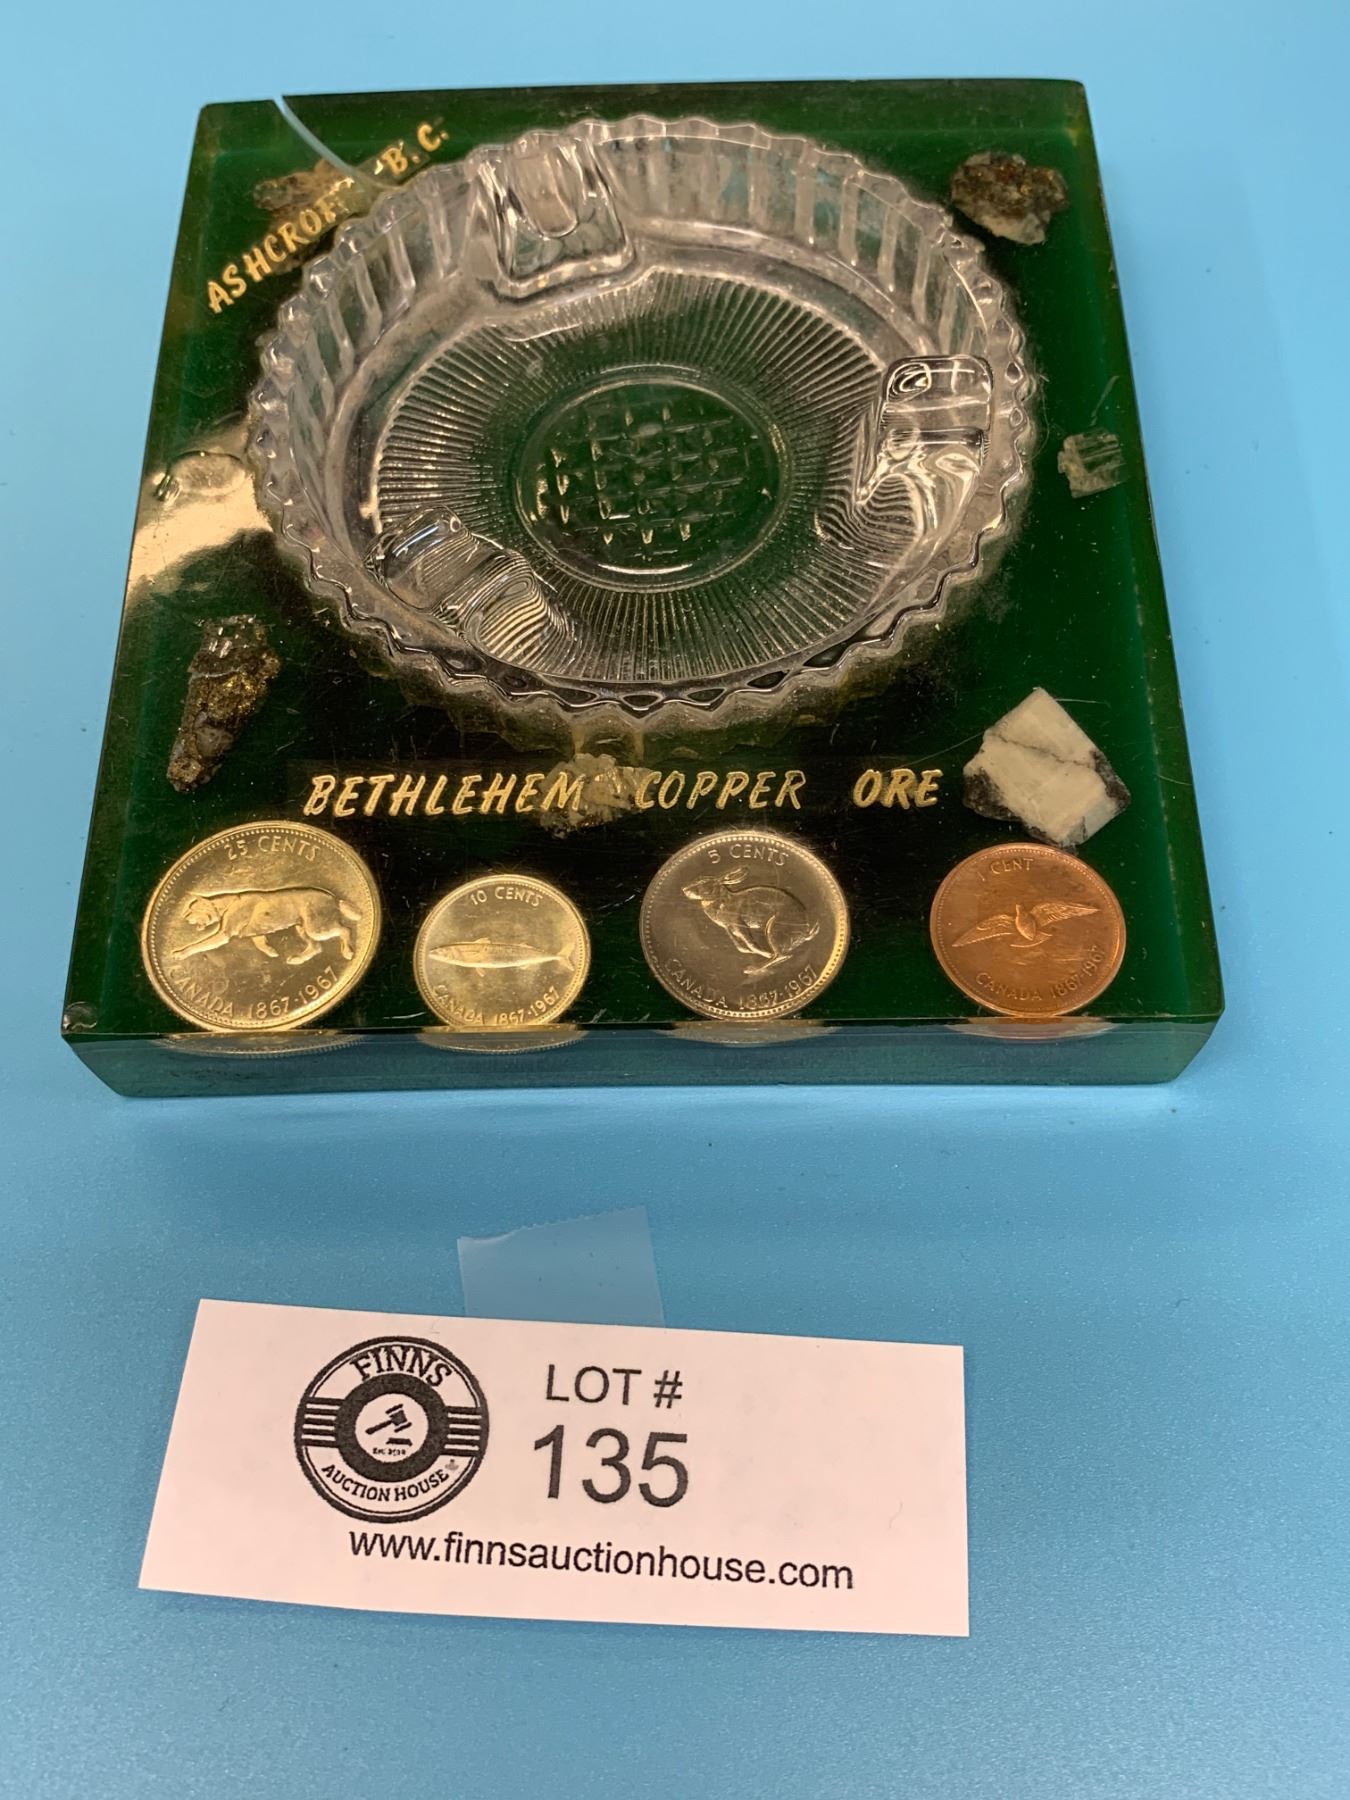 ASHCROFT B.C.
BETHLEHEM COPPER ORE
25 CENTS
CANADA 1867-1967
10 CENTS
CANADA 1867-1967
5 CENTS
CANADA 1867-1967
1 CENT
CANADA 1867-1967
FINNS
AUCTION HOUSE
LOT #
135
www.finnsauctionhouse.com